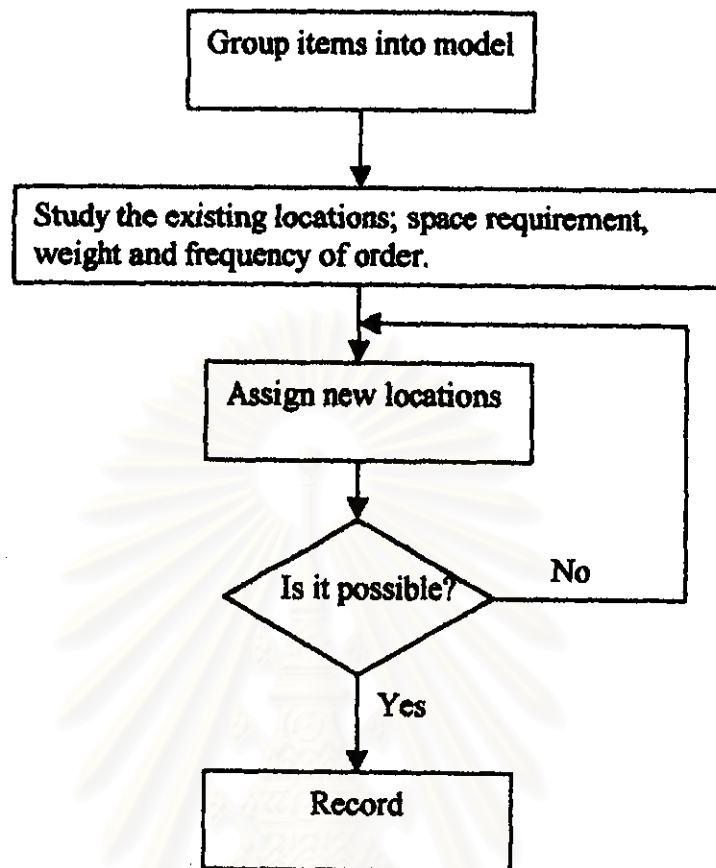 Group items into model
Study the existing locations; space requirement,
weight and frequency of order.
Assign new locations
Is it possible?
No
Yes
Record